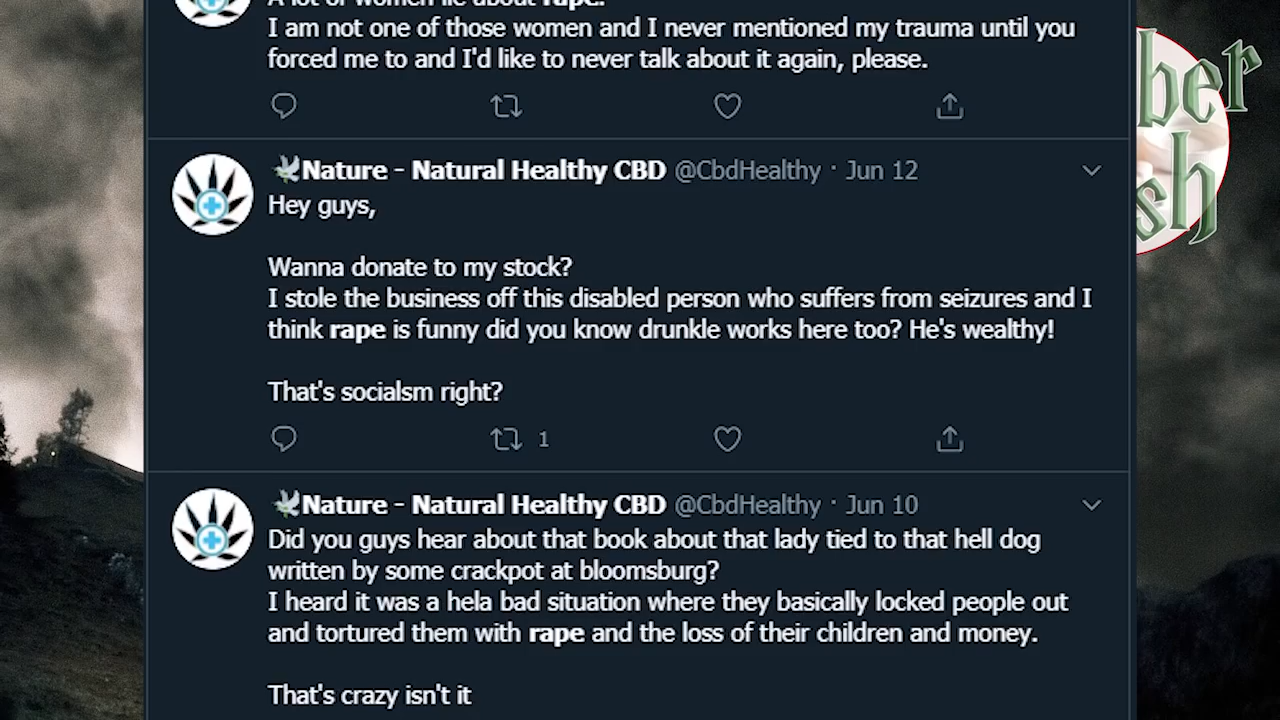 A lot of women lie about rape.
I am not one of those women and I never mentioned my trauma until you
forced me to and I'd like to never talk about it again, please.
Nature - Natural Healthy CBD @CbdHealthy · Jun 12
Hey guys,
Wanna donate to my stock?
I stole the business off this disabled person who suffers from seizures and I
think rape is funny did you know drunkle works here too? He's wealthy!
That's socialsm right?
1
Nature - Natural Healthy CBD @CbdHealthy · Jun 10
Did you guys hear about that book about that lady tied to that hell dog
written by some crackpot at bloomsburg?
I heard it was a hela bad situation where they basically locked people out
and tortured them with rape and the loss of their children and money.
That's crazy isn't it